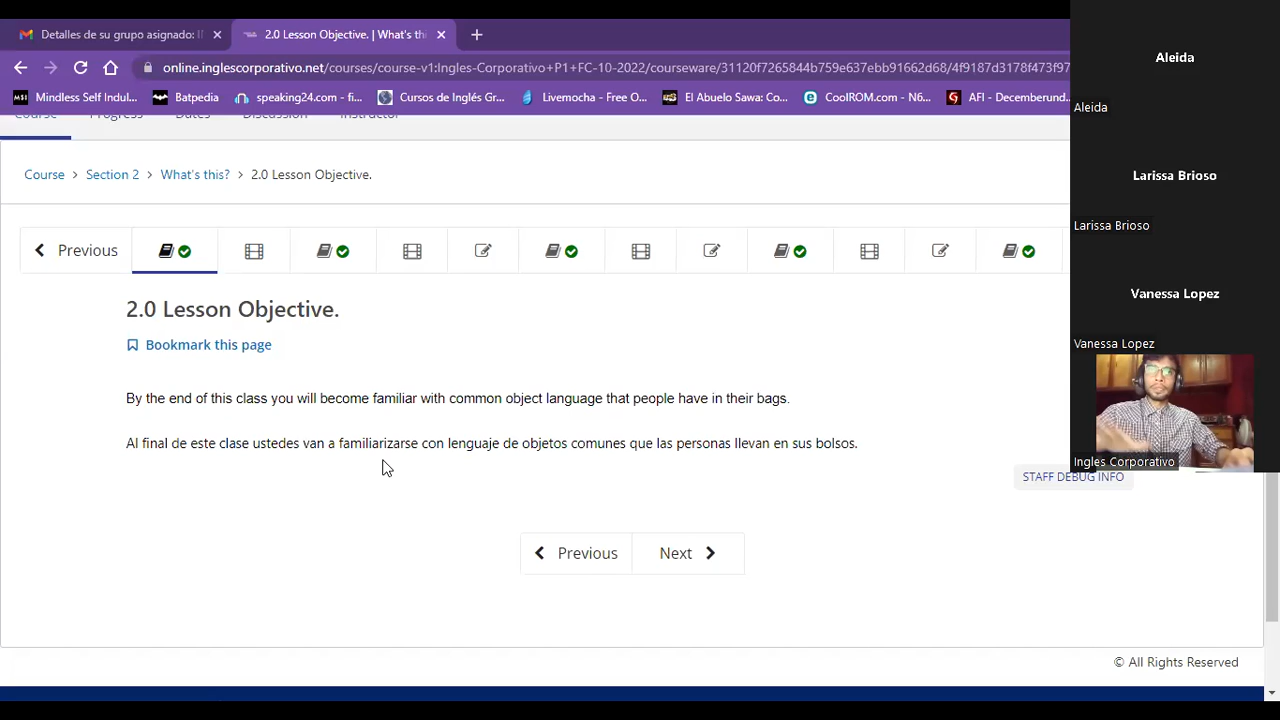 Detalles de su grupo asignado: II
2.0 Lesson Objective. | What's thi
online.inglescorporativo.net/courses/course-v1:Ingles-Corporativo+P1+FC-10-2022/courseware/31120f7265844b759e637ebb91662d68/4f9187d3178f473f97
Mindless Self Indul...
Batpedia
speaking24.com - fi...
Cursos de Inglés Gr...
Livemocha - Free O...
El Abuelo Sawa: Co...
CoolROM.com - N6...
AFI - Decemberund...
Course Progress Dates Discussion Instructor
Course > Section 2 > What's this? > 2.0 Lesson Objective.
Previous
2.0 Lesson Objective.
Bookmark this page
By the end of this class you will become familiar with common object language that people have in their bags.
Al final de este clase ustedes van a familiarizarse con lenguaje de objetos comunes que las personas llevan en sus bolsos.
STAFF DEBUG INFO
Previous
Next
© All Rights Reserved
Aleida
Aleida
Larissa Brioso
Larissa Brioso
Vanessa Lopez
Vanessa Lopez
Ingles Corporativo